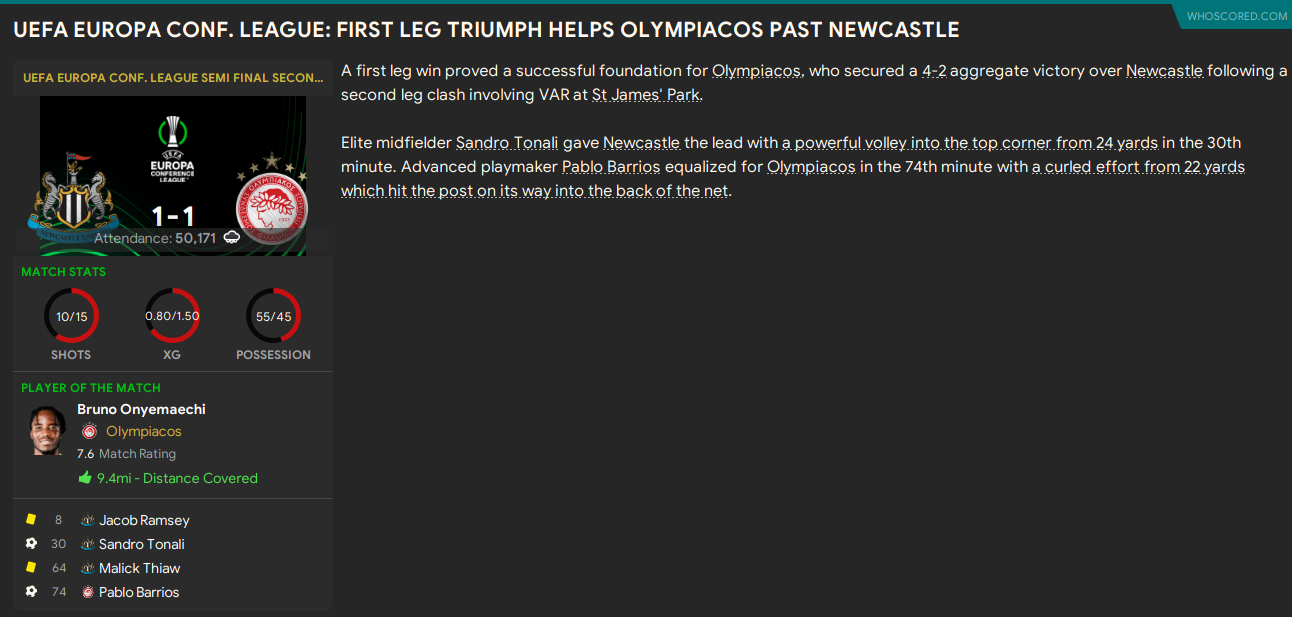 WHOSCORED.COM
UEFA EUROPA CONF. LEAGUE: FIRST LEG TRIUMPH HELPS OLYMPIACOS PAST NEWCASTLE
UEFA EUROPA CONF. LEAGUE SEMI FINAL SECON...
UEFA
EUROPA
CONFERENCE
LEAGUE
1-1
Attendance: 50,171
MATCH STATS
10/15
0.80/1.50
55/45
SHOTS
XG
POSSESSION
PLAYER OF THE MATCH
Bruno Onyemaechi
Olympiacos
7.6 Match Rating
9.4mi - Distance Covered
8 Jacob Ramsey
30 Sandro Tonali
64 Malick Thiaw
74 Pablo Barrios
A first leg win proved a successful foundation for Olympiacos, who secured a 4-2 aggregate victory over Newcastle following a
second leg clash involving VAR at St James' Park.
Elite midfielder Sandro Tonali gave Newcastle the lead with a powerful volley into the top corner from 24 yards in the 30th
minute. Advanced playmaker Pablo Barrios equalized for Olympiacos in the 74th minute with a curled effort from 22 yards
which hit the post on its way into the back of the net.